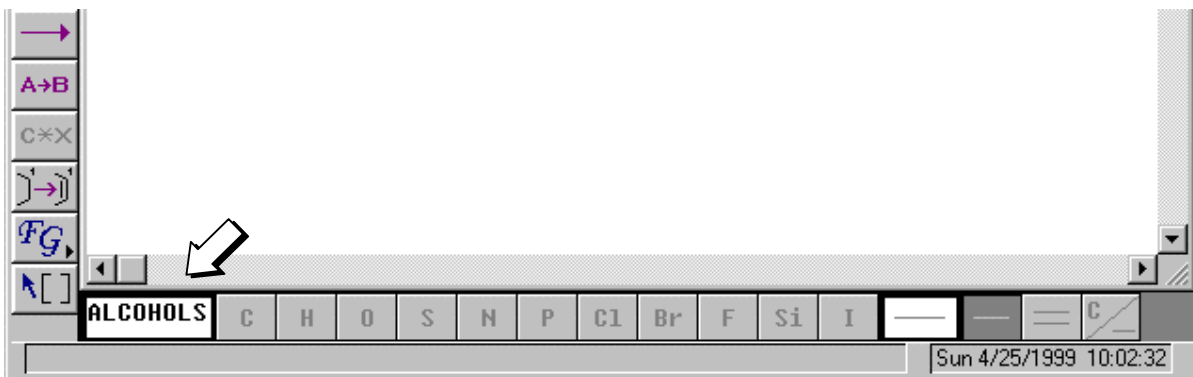 A→B
C*X
FG
[ ]
ALCOHOLS C H O S N P Cl Br F Si I C
Sun 4/25/1999 10:02:32